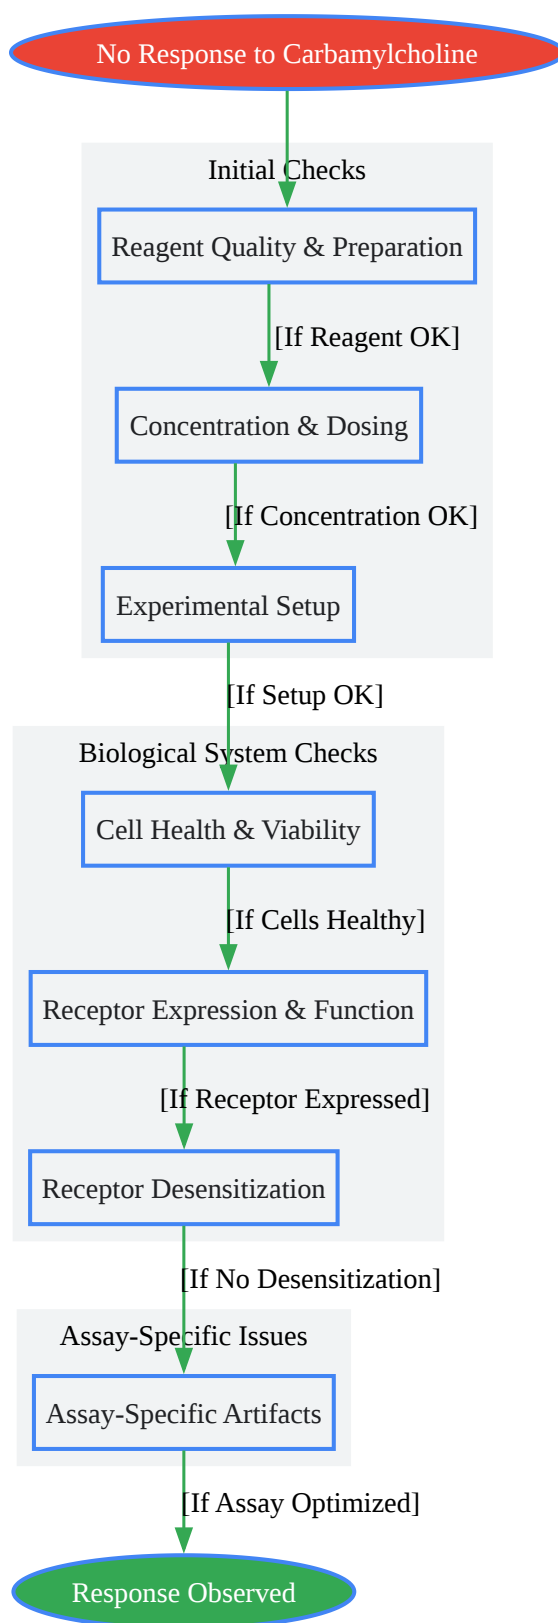 No Response to Carbamylcholine
Initial Checks
Reagent Quality & Preparation
[If Reagent OK]
Concentration & Dosing
[If Concentration OK]
Experimental Setup
[If Setup OK]
Biological System Checks
Cell Health & Viability
[If Cells Healthy]
Receptor Expression & Function
[If Receptor Expressed]
Receptor Desensitization
[If No Desensitization]
Assay-Specific Issues
Assay-Specific Artifacts
[If Assay Optimized]
Response Observed